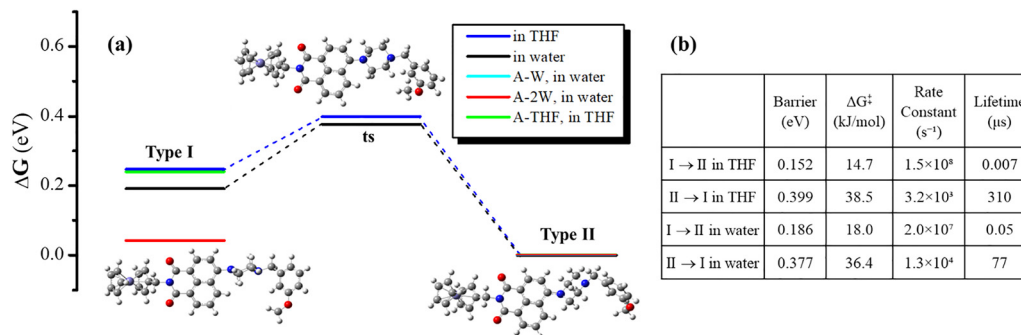 (a)
in THF
in water
A-W, in water
A-2W, in water
A-THF, in THF
0.6
0.4
0.2
0.0
ΔG (eV)
Type I
ts
Type II
(b)
Barrier (eV) ΔG‡ (kJ/mol) Rate Constant (s⁻¹) Lifetime (μs)
I → II in THF 0.152 14.7 1.5×10⁸ 0.007
II → I in THF 0.399 38.5 3.2×10³ 310
I → II in water 0.186 18.0 2.0×10⁷ 0.05
II → I in water 0.377 36.4 1.3×10⁴ 77